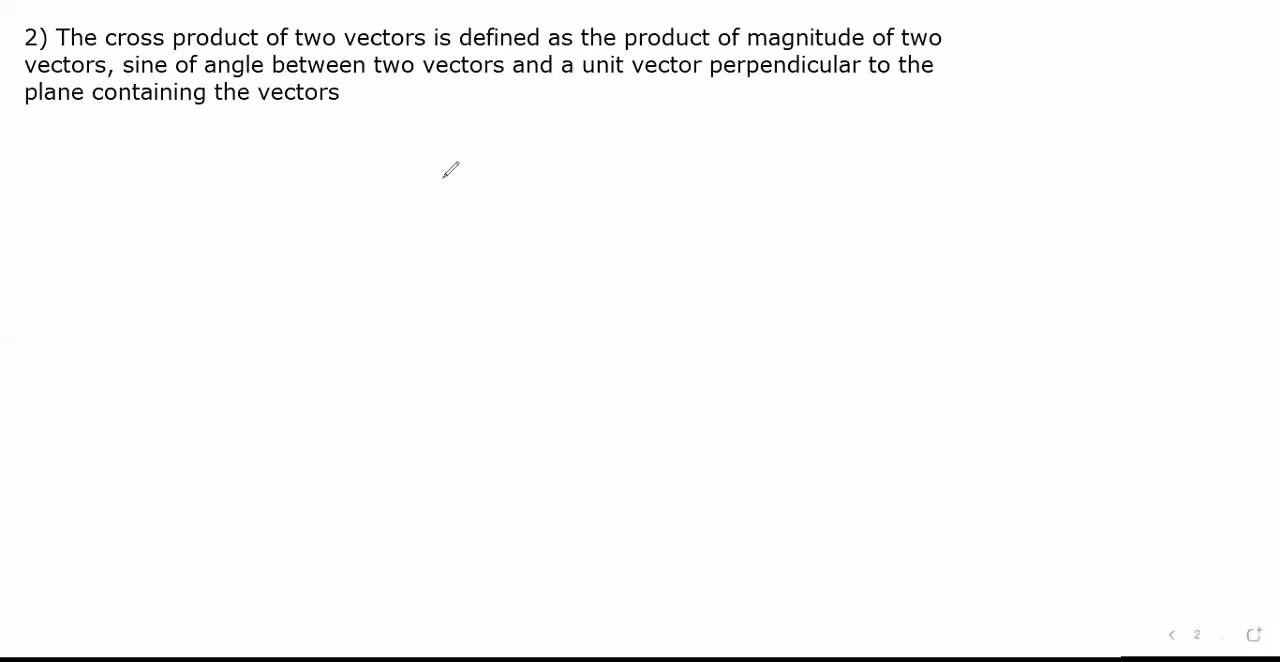 2) The cross product of two vectors is defined as the product of magnitude of two
vectors, sine of angle between two vectors and a unit vector perpendicular to the
plane containing the vectors
2